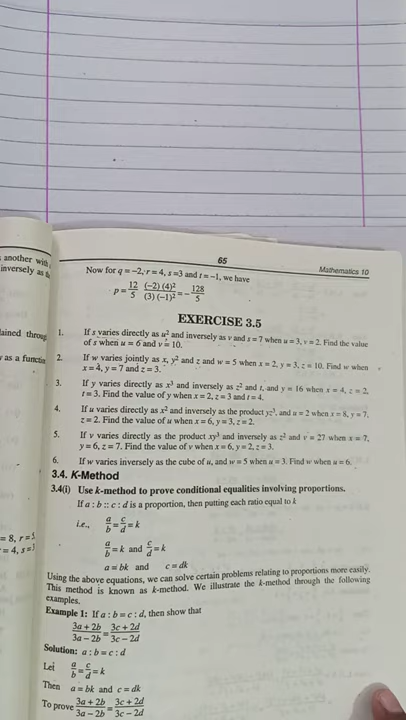 65
Mathematics 10
another with
inversely as
Now for q = −2, r = 4, s = 3 and t = −1, we have
p = 12/5 (−2) (4)²/(3) (−1)² = − 128/5
EXERCISE 3.5
1. If s varies directly as u² and inversely as v and s = 7 when u = 3, v = 2. Find the value
of s when u = 6 and v = 10.
2. If w varies jointly as x, y² and z and w = 5 when x = 2, y = 3, z = 10. Find w when
x = 4, y = 7 and z = 3.
as a function
3. If y varies directly as x³ and inversely as z² and t, and y = 16 when x = 4, z = 2,
t = 3. Find the value of y when x = 2, z = 3 and t = 4.
4. If u varies directly as x² and inversely as the product yz³, and u = 2 when x = 8, y = 7,
z = 2. Find the value of u when x = 6, y = 3, z = 2.
5. If v varies directly as the product xy³ and inversely as z² and v = 27 when x = 7,
y = 6, z = 7. Find the value of v when x = 6, y = 2, z = 3.
6. If w varies inversely as the cube of u, and w = 5 when u = 3. Find w when u = 6.
3.4. K-Method
3.4(i) Use k-method to prove conditional equalities involving proportions.
If a : b :: c : d is a proportion, then putting each ratio equal to k
i.e., a/b = c/d = k
a/b = k and c/d = k
= 8, r = 
= 4, s = 
a = bk and c = dk
Using the above equations, we can solve certain problems relating to proportions more easily.
This method is known as k-method. We illustrate the k-method through the following
examples.
Example 1: If a : b = c : d, then show that
3a + 2b/3a − 2b = 3c + 2d/3c − 2d
Solution: a : b = c : d
Let a/b = c/d = k
Then a = bk and c = dk
To prove 3a + 2b/3a − 2b = 3c + 2d/3c − 2d